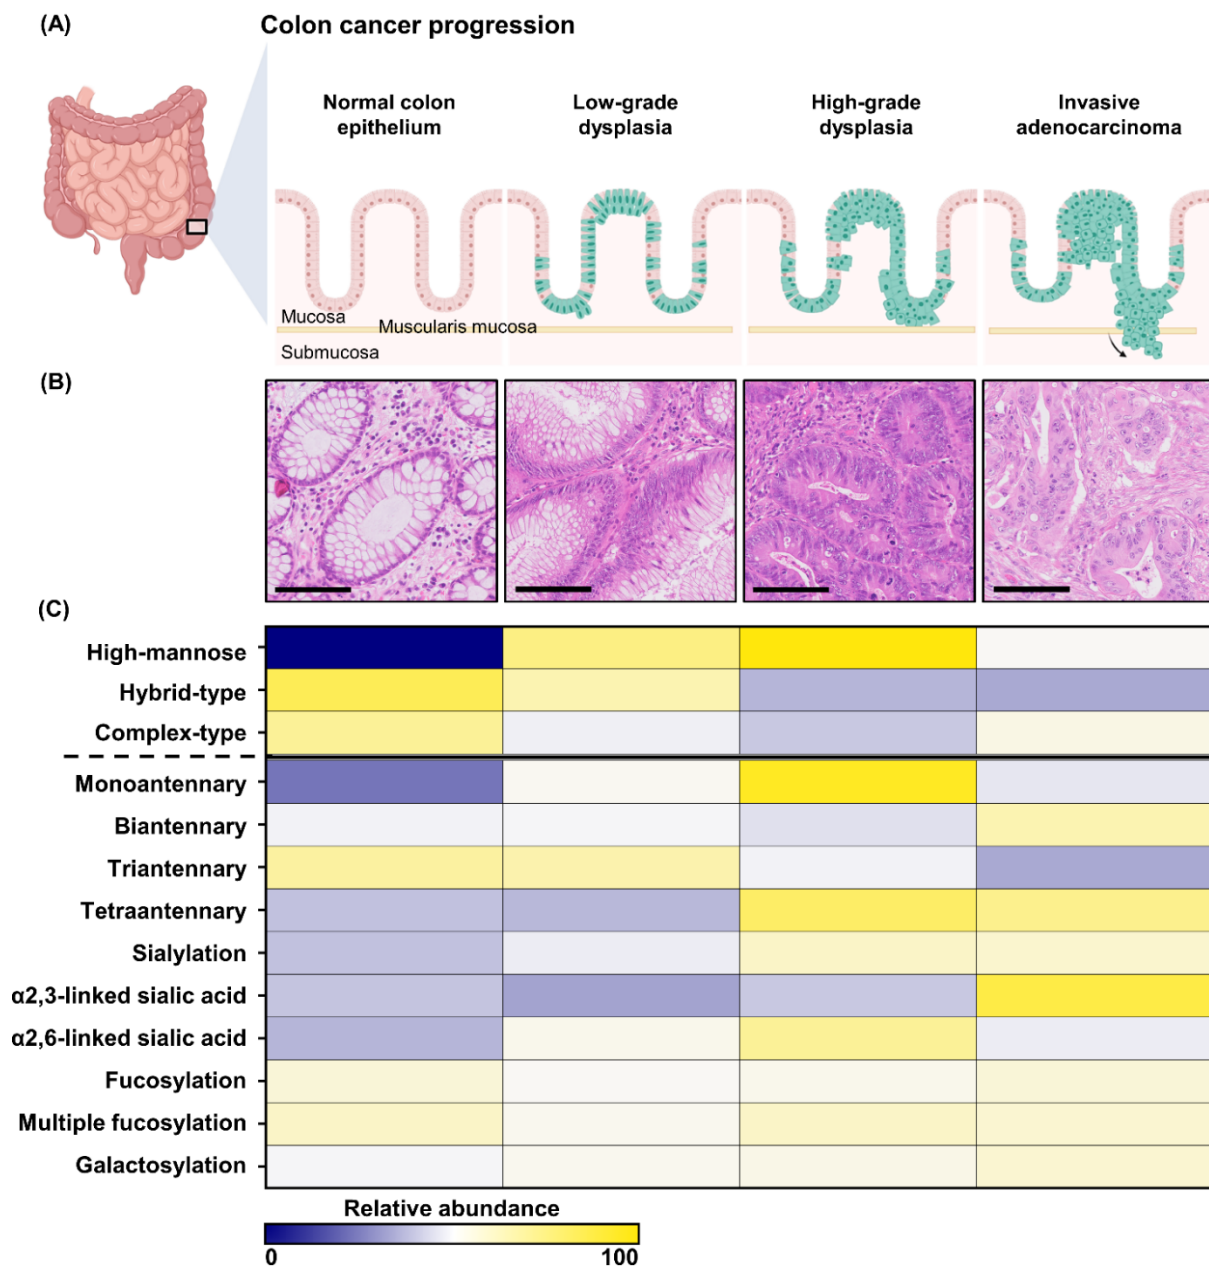 (A)
Colon cancer progression
Normal colon
epithelium
Low-grade
dysplasia
High-grade
dysplasia
Invasive
adenocarcinoma
Mucosa
Muscularis mucosa
Submucosa
(B)
(C)
High-mannose
Hybrid-type
Complex-type
Monoantennary
Biantennary
Triantennary
Tetraantennary
Sialylation
α2,3-linked sialic acid
α2,6-linked sialic acid
Fucosylation
Multiple fucosylation
Galactosylation
Relative abundance
0 100